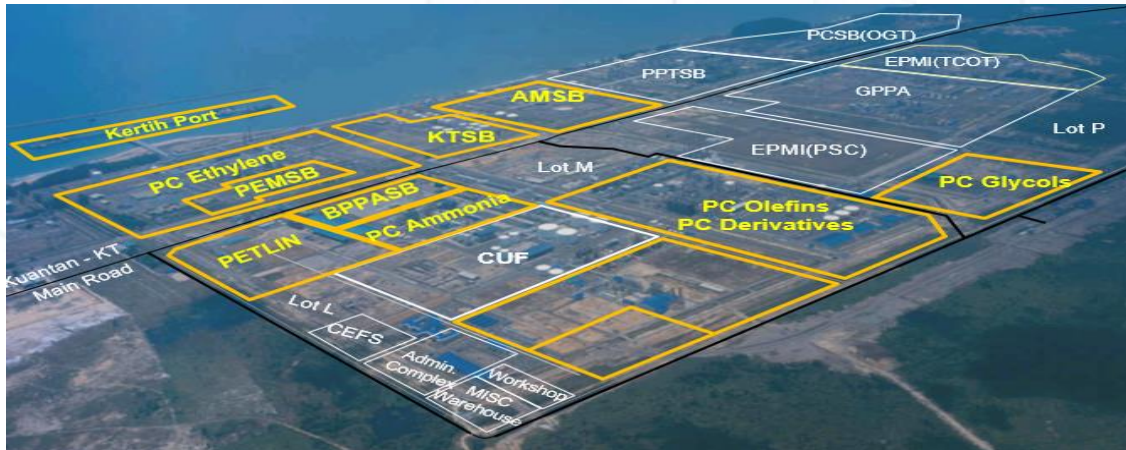 PCSB(OGT)
EPMI(TCOT)
PPTSB
GPPA
AMSB
Kertih Port
KTSB
Lot P
EPMI(PSC)
PC Ethylene
Lot M
PEMSB
PC Glycols
BPPASB
PC Olefins
PC Derivatives
PC Ammonia
PETLIN
CUF
Kuantan - KT
Main Road
Lot L
CEFS
Admin.
Complex
Workshop
MISC
Warehouse